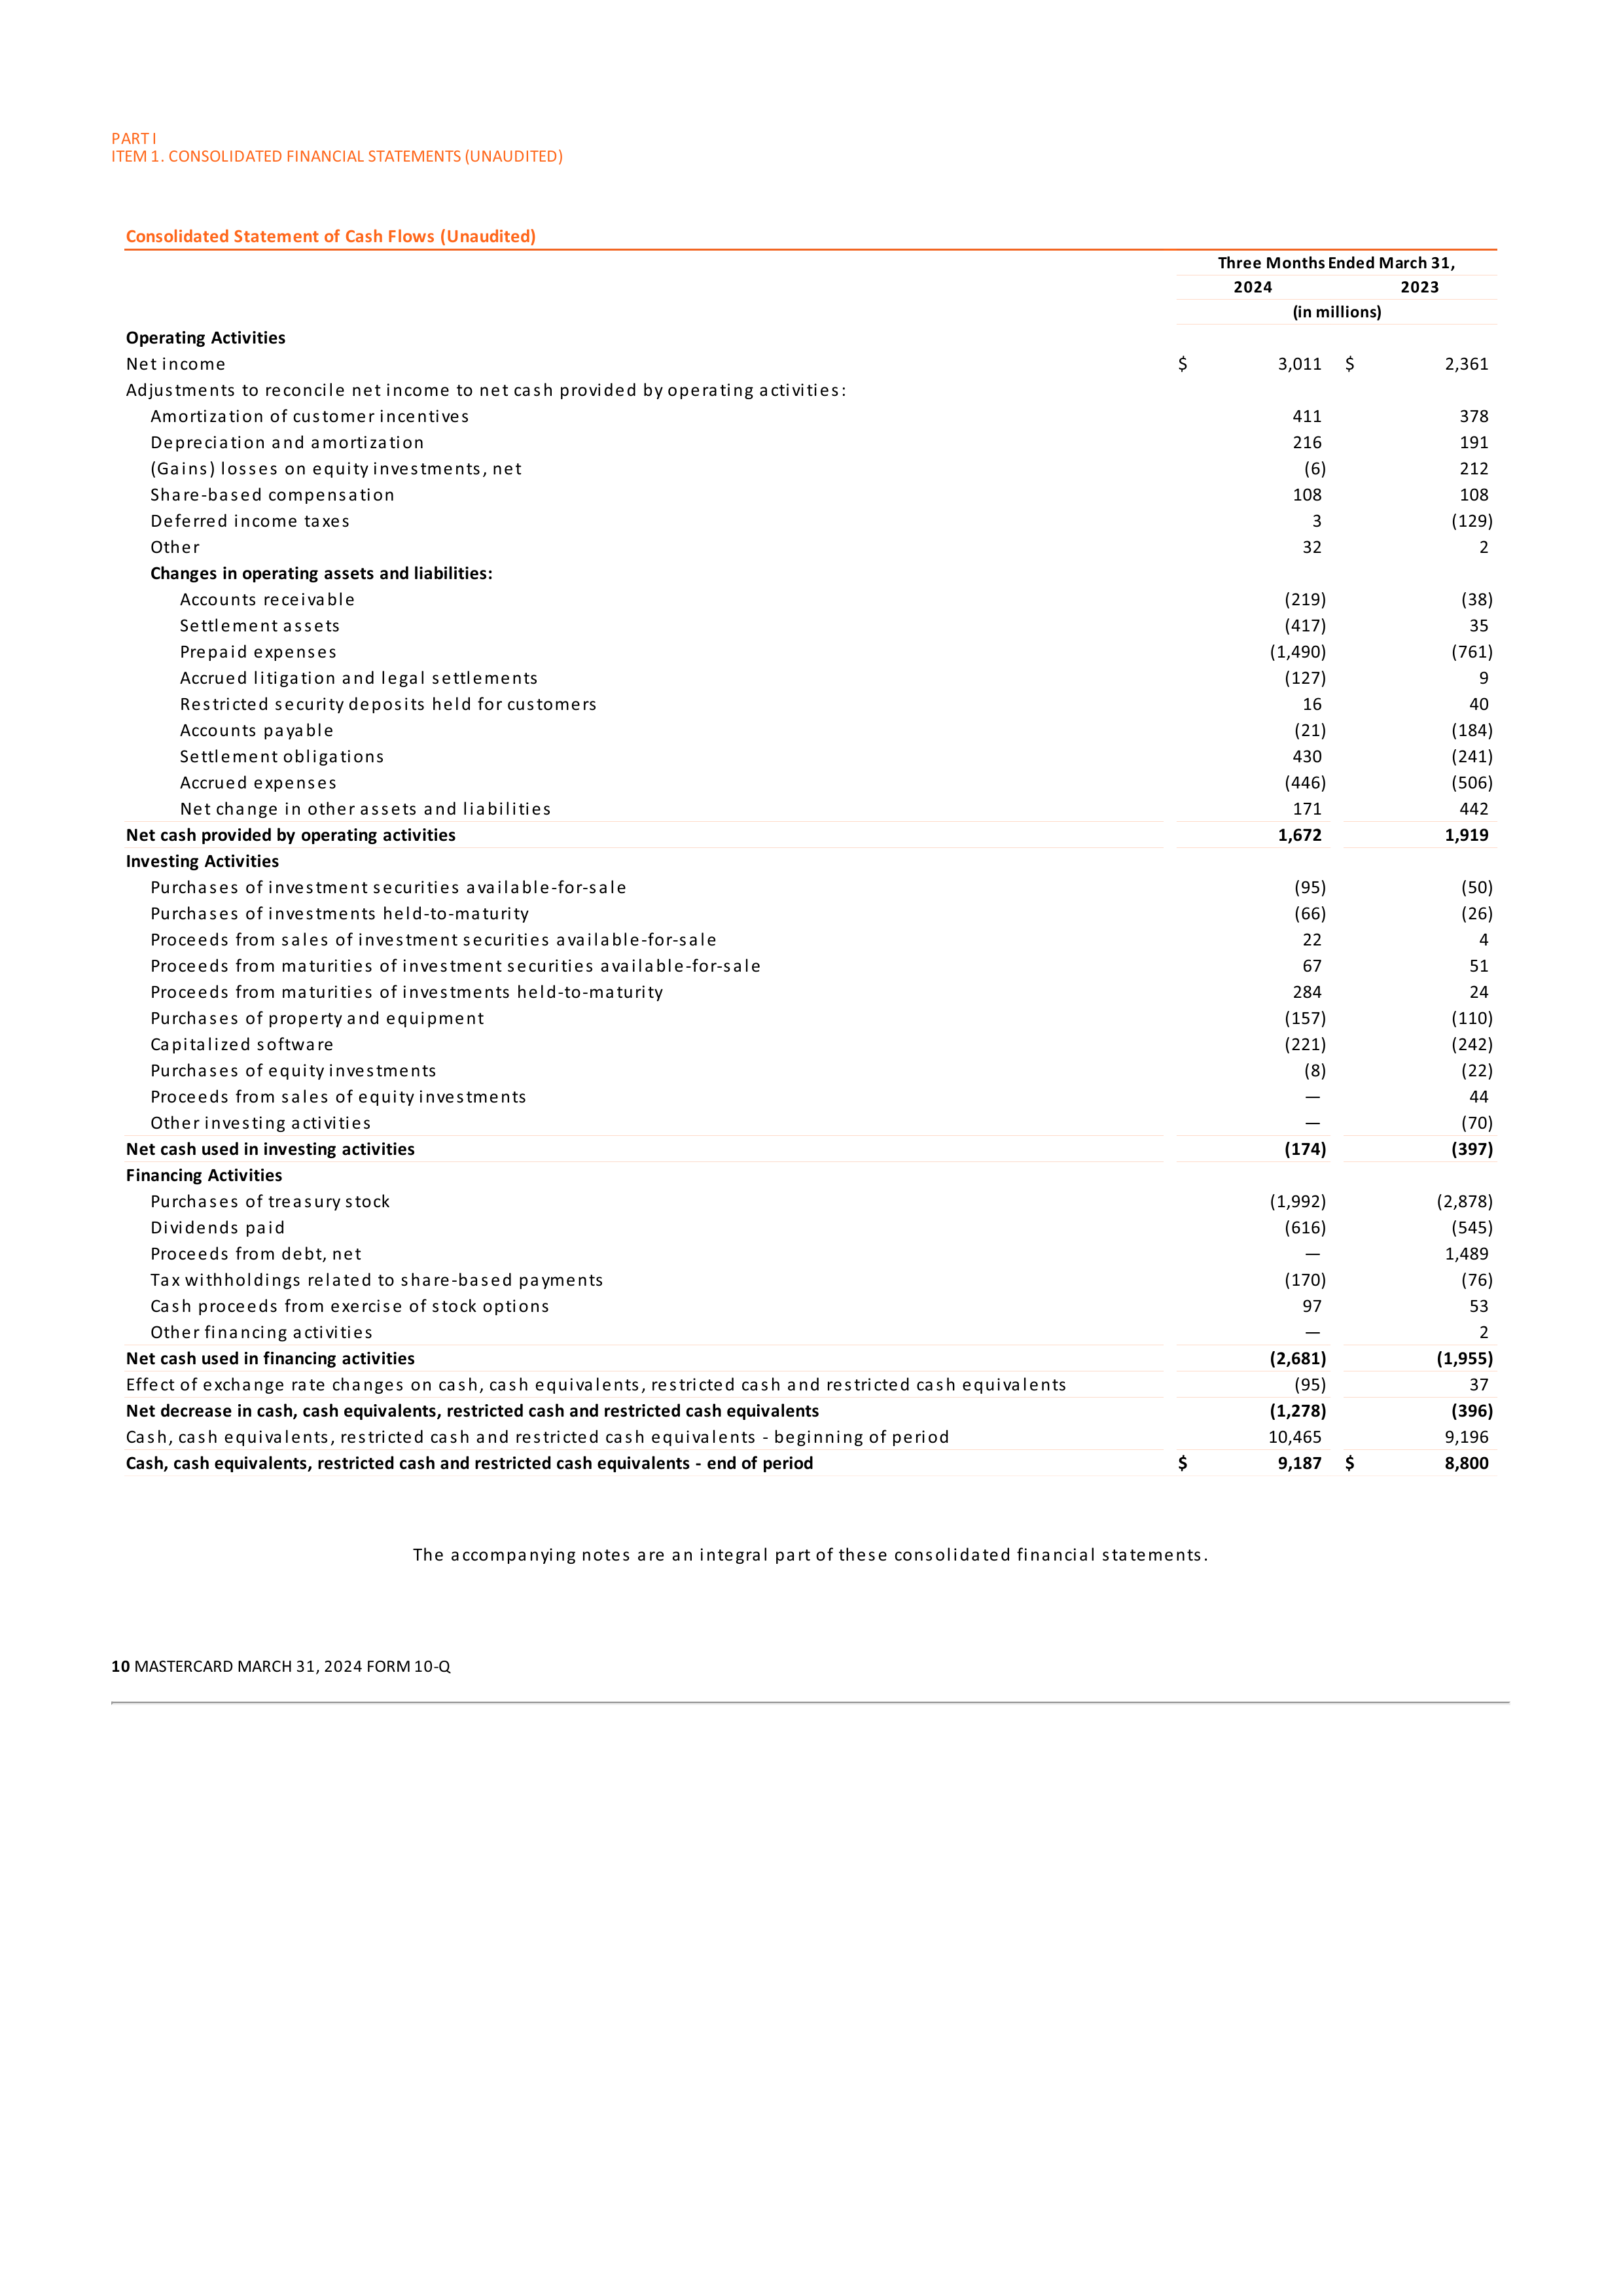 PART I
ITEM 1. CONSOLIDATED FINANCIAL STATEMENTS (UNAUDITED)
Consolidated Statement of Cash Flows (Unaudited)
Three Months Ended March 31,
2024 2023
(in millions)
Operating Activities
Net income $ 3,011 $ 2,361
Adjustments to reconcile net income to net cash provided by operating activities:
Amortization of customer incentives 411 378
Depreciation and amortization 216 191
(Gains) losses on equity investments, net (6) 212
Share-based compensation 108 108
Deferred income taxes 3 (129)
Other 32 2
Changes in operating assets and liabilities:
Accounts receivable (219) (38)
Settlement assets (417) 35
Prepaid expenses (1,490) (761)
Accrued litigation and legal settlements (127) 9
Restricted security deposits held for customers 16 40
Accounts payable (21) (184)
Settlement obligations 430 (241)
Accrued expenses (446) (506)
Net change in other assets and liabilities 171 442
Net cash provided by operating activities 1,672 1,919
Investing Activities
Purchases of investment securities available-for-sale (95) (50)
Purchases of investments held-to-maturity (66) (26)
Proceeds from sales of investment securities available-for-sale 22 4
Proceeds from maturities of investment securities available-for-sale 67 51
Proceeds from maturities of investments held-to-maturity 284 24
Purchases of property and equipment (157) (110)
Capitalized software (221) (242)
Purchases of equity investments (8) (22)
Proceeds from sales of equity investments — 44
Other investing activities — (70)
Net cash used in investing activities (174) (397)
Financing Activities
Purchases of treasury stock (1,992) (2,878)
Dividends paid (616) (545)
Proceeds from debt, net — 1,489
Tax withholdings related to share-based payments (170) (76)
Cash proceeds from exercise of stock options 97 53
Other financing activities — 2
Net cash used in financing activities (2,681) (1,955)
Effect of exchange rate changes on cash, cash equivalents, restricted cash and restricted cash equivalents (95) 37
Net decrease in cash, cash equivalents, restricted cash and restricted cash equivalents (1,278) (396)
Cash, cash equivalents, restricted cash and restricted cash equivalents - beginning of period 10,465 9,196
Cash, cash equivalents, restricted cash and restricted cash equivalents - end of period $ 9,187 $ 8,800
The accompanying notes are an integral part of these consolidated financial statements.
10 MASTERCARD MARCH 31, 2024 FORM 10-Q